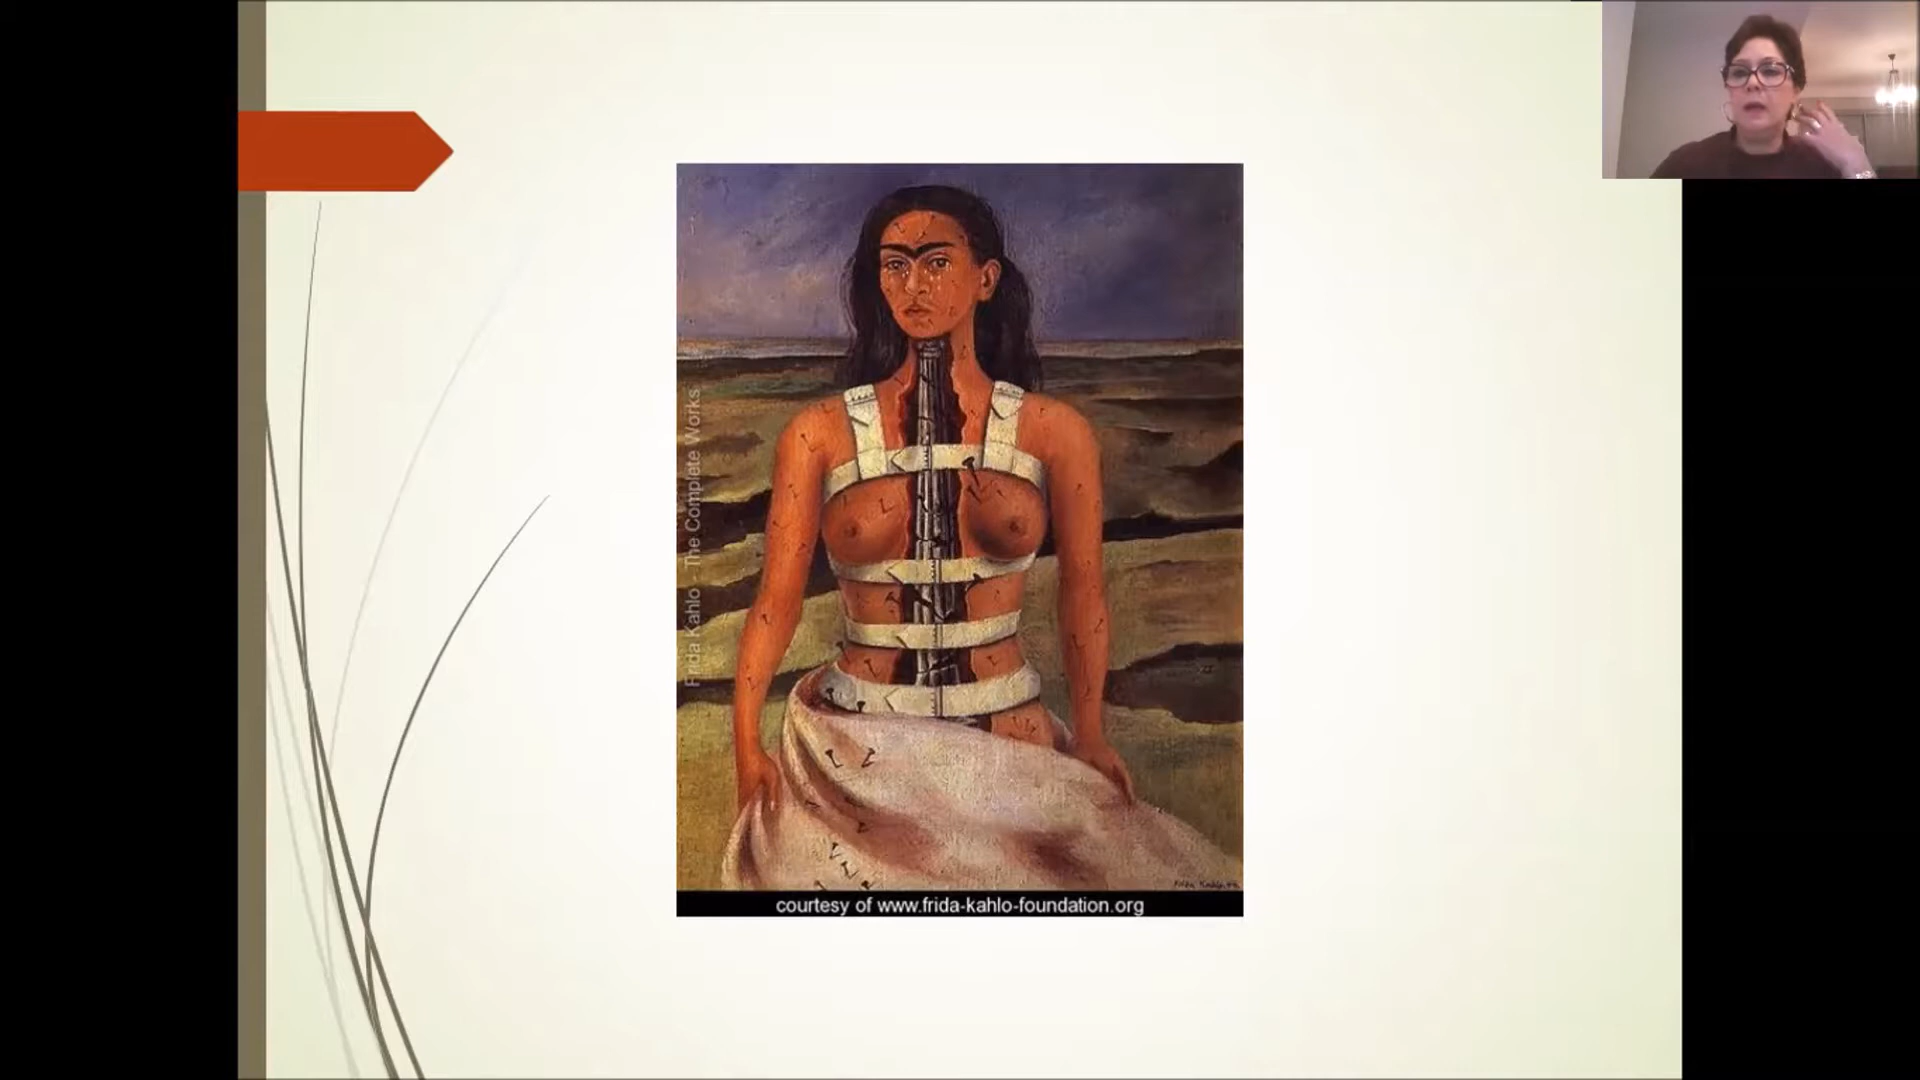 Frida Kahlo - The Complete Works
courtesy of www.frida-kahlo-foundation.org